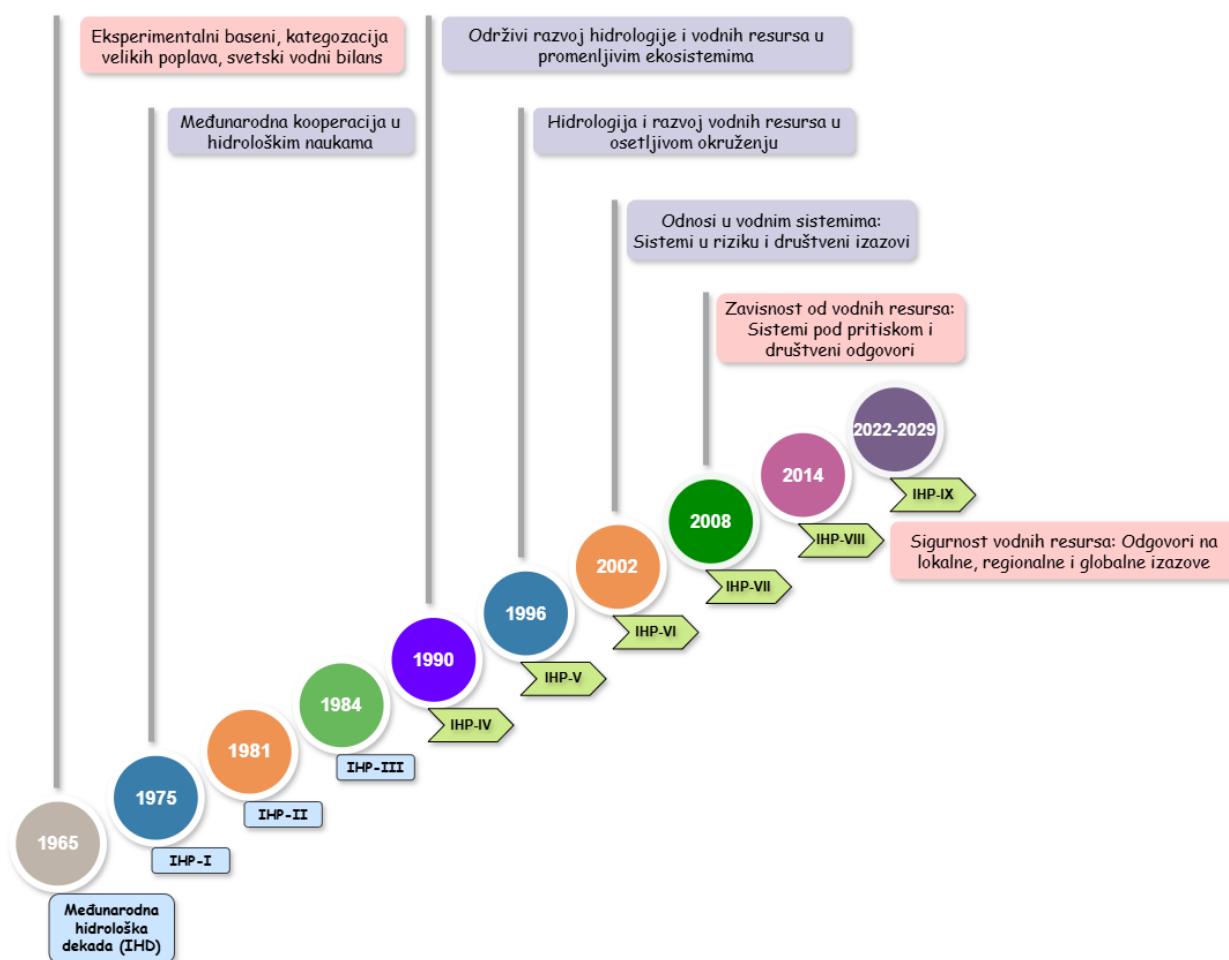 Eksperimentalni baseni, kategozacija
velikih poplava, svetski vodni bilans
Održivi razvoj hidrologije i vodnih resursa u
promenljivim ekosistemima
Međunarodna kooperacija u
hidrološkim naukama
Hidrologija i razvoj vodnih resursa u
osetljivom okruženju
Odnosi u vodnim sistemima:
Sistemi u riziku i društveni izazovi
Zavisnost od vodnih resursa:
Sistemi pod pritiskom i
društveni odgovori
2022-2029
IHP-IX
2014
IHP-VIII
Sigurnost vodnih resursa: Odgovori na
lokalne, regionalne i globalne izazove
2008
IHP-VII
2002
IHP-VI
1996
IHP-V
1990
IHP-IV
1984
IHP-III
1981
IHP-II
1975
IHP-I
1965
Međunarodna
hidrološka
dekada (IHD)